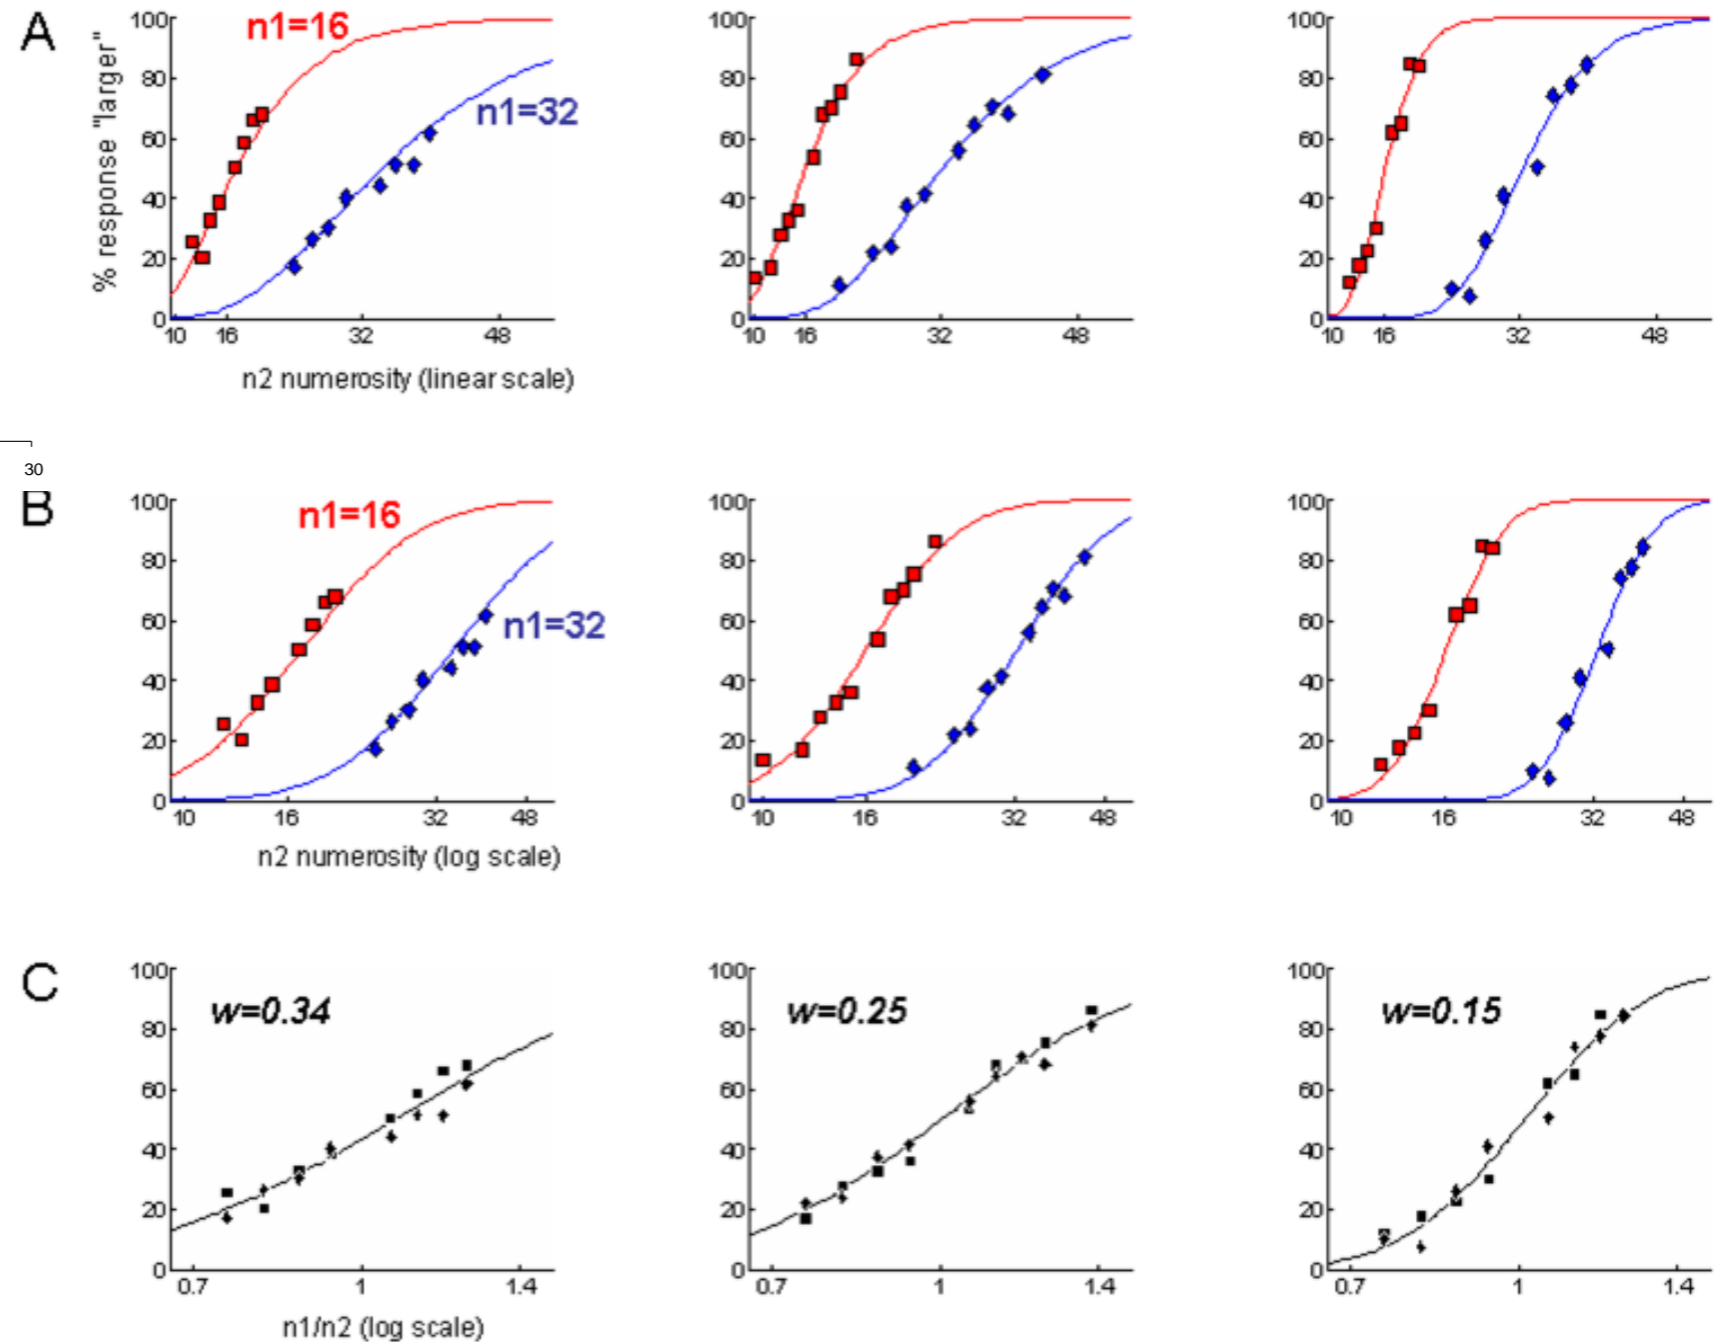 A
% response "larger"
100 80 60 40 20 0
n1=16
n1=32
10 16 32 48
n2 numerosity (linear scale)
100 80 60 40 20 0
10 16 32 48
100 80 60 40 20 0
10 16 32 48
30
B
100 80 60 40 20 0
n1=16
n1=32
10 16 32 48
n2 numerosity (log scale)
100 80 60 40 20 0
10 16 32 48
100 80 60 40 20 0
10 16 32 48
C
100 80 60 40 20 0
w=0.34
0.7 1 1.4
n1/n2 (log scale)
100 80 60 40 20 0
w=0.25
0.7 1 1.4
100 80 60 40 20 0
w=0.15
0.7 1 1.4